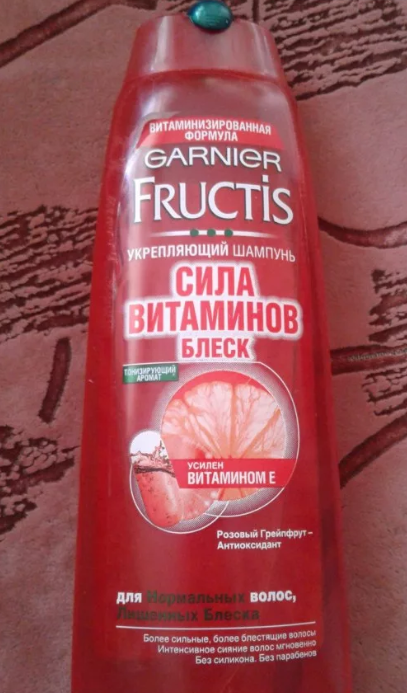 ВИТАМИНИЗИРОВАННАЯ
ФОРМУЛА
GARNIER
FRUCTIS
УКРЕПЛЯЮЩИЙ ШАМПУНЬ
СИЛА
ВИТАМИНОВ
БЛЕСК
ТОНИЗИРУЮЩИЙ
АРОМАТ
УСИЛЕН
ВИТАМИНОМ Е
Розовый Грейпфрут –
Антиоксидант
для Нормальных волос,
Лишенных Блеска
Более сильные, более блестящие волосы
Интенсивное сияние волос мгновенно
Без силикона. Без парабенов